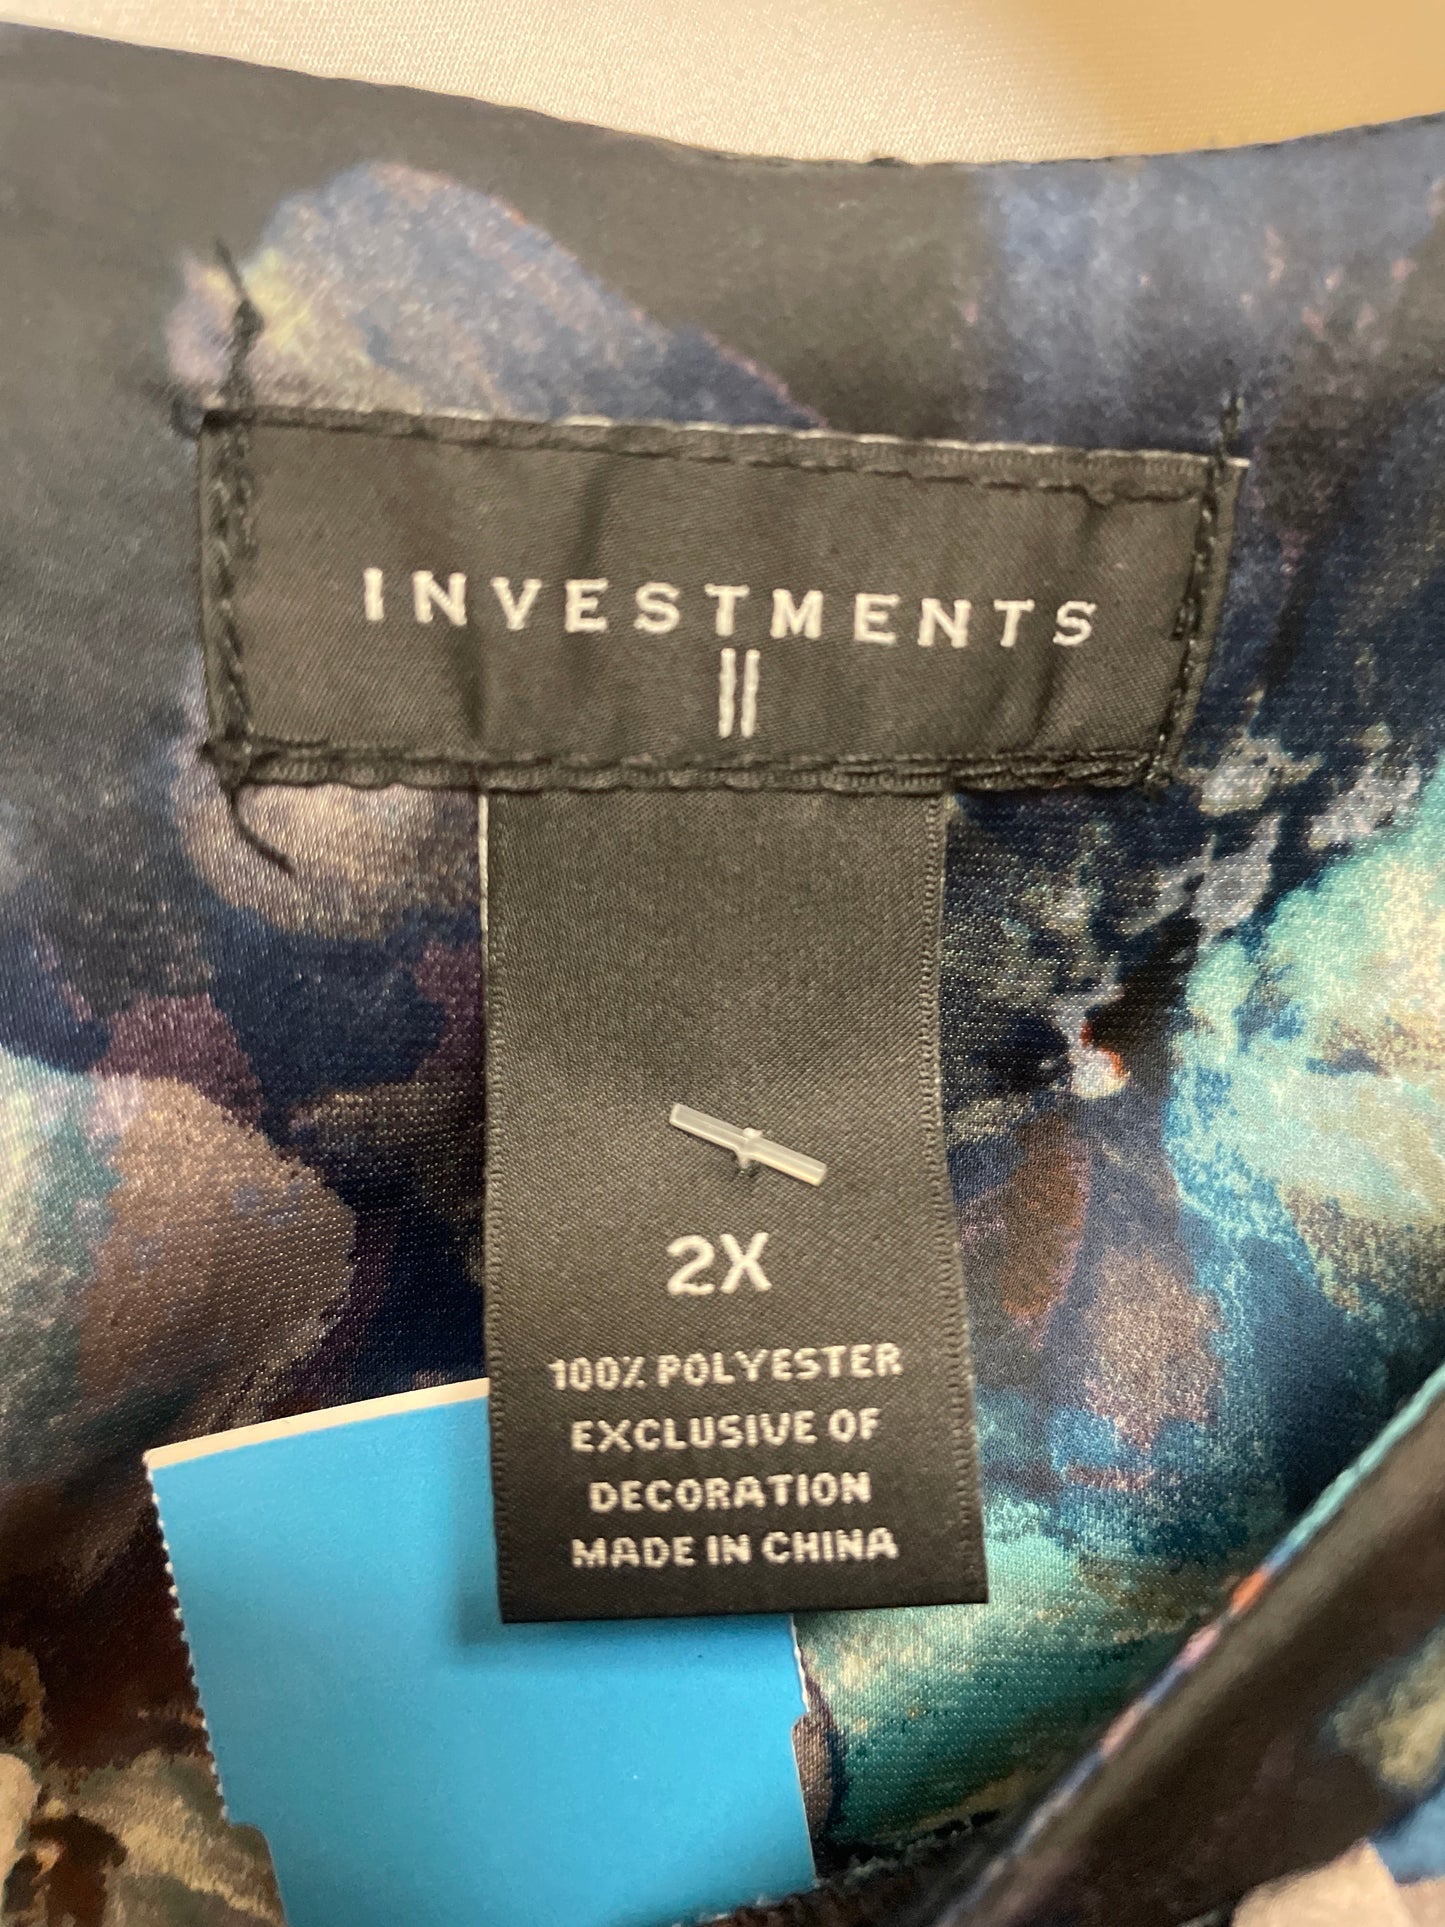 INVESTMENTS
II
2X
100% POLYESTER
EXCLUSIVE OF
DECORATION
MADE IN CHINA